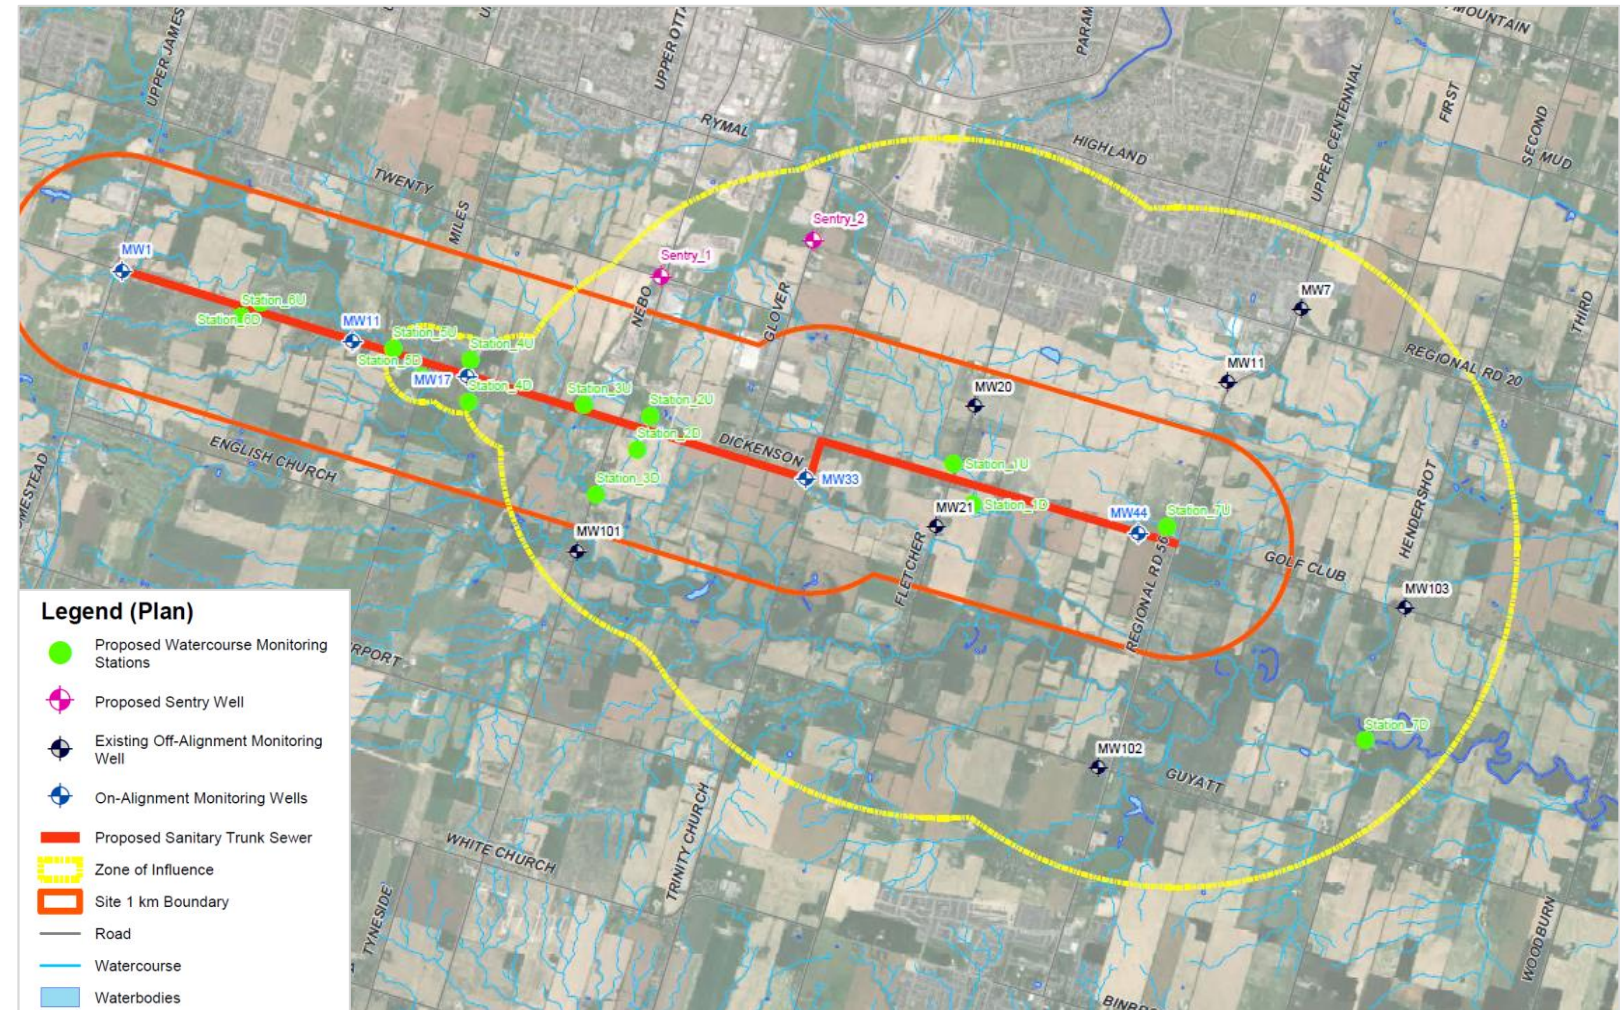 MOUNTAIN
UPPER JAMES
UPPER OTTA
PARAM
UPPER CENTENNIAL
FIRST
SECOND
MUD
RYMAL
HIGHLAND
TWENTY
MILES
Sentry_2
Sentry_1
MW1
NEBO
GLOVER
MW7
THIRD
Station_6U
Station_6D
MW11
Station_5U
Station_4U
Station_5D
MW17
Station_4D
REGIONAL RD 20
MW11
MW20
Station_3U
Station_2U
Station_2D
DICKENSON
ENGLISH CHURCH
OMESTEAD
Station_3D
MW33
Station_1U
MW21
Station_1D
MW44
Station_7U
HENDERSHOT
MW101
FLETCHER
REGIONAL RD 56
GOLF CLUB
MW103
RPORT
Station_7D
MW102
GUYATT
WHITE CHURCH
TRINITY CHURCH
TYNESIDE
WOODBURN
BINBR
Legend (Plan)
Proposed Watercourse Monitoring
Stations
Proposed Sentry Well
Existing Off-Alignment Monitoring
Well
On-Alignment Monitoring Wells
Proposed Sanitary Trunk Sewer
Zone of Influence
Site 1 km Boundary
Road
Watercourse
Waterbodies